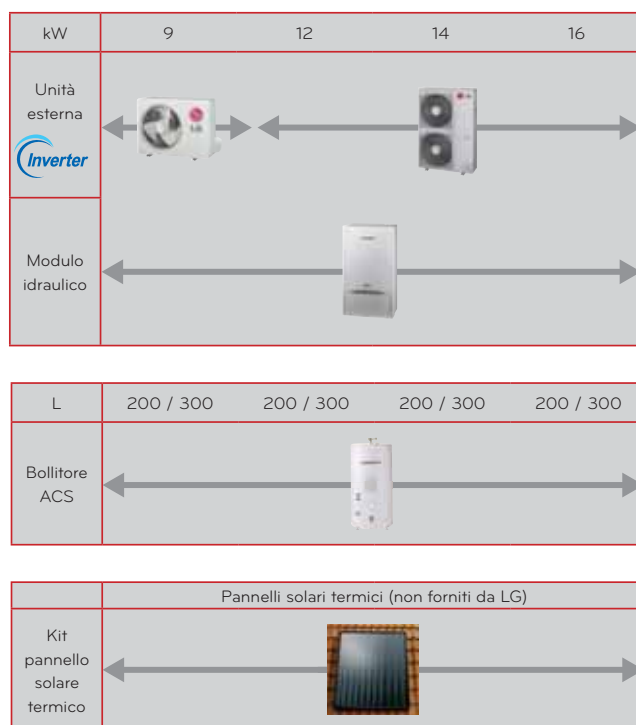 kW 9 12 14 16
Unità
esterna
Inverter
LG
Modulo
idraulico
L 200 / 300 200 / 300 200 / 300 200 / 300
Bollitore
ACS
Pannelli solari termici (non forniti da LG)
Kit
pannello
solare
termico